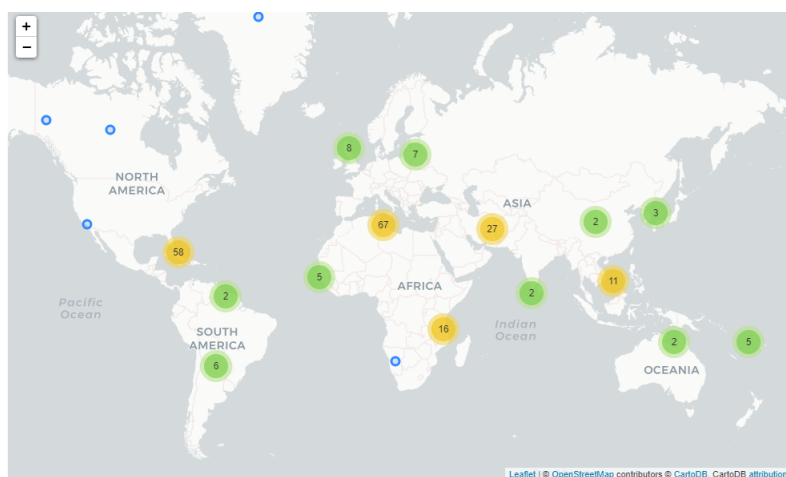 +
−
8
7
NORTH
AMERICA
ASIA
3
2
67
27
58
5
AFRICA
11
2
2
Pacific
Ocean
Indian
Ocean
16
SOUTH
AMERICA
2
5
6
OCEANIA
Leaflet | © OpenStreetMap contributors © CartoDB, CartoDB attribution